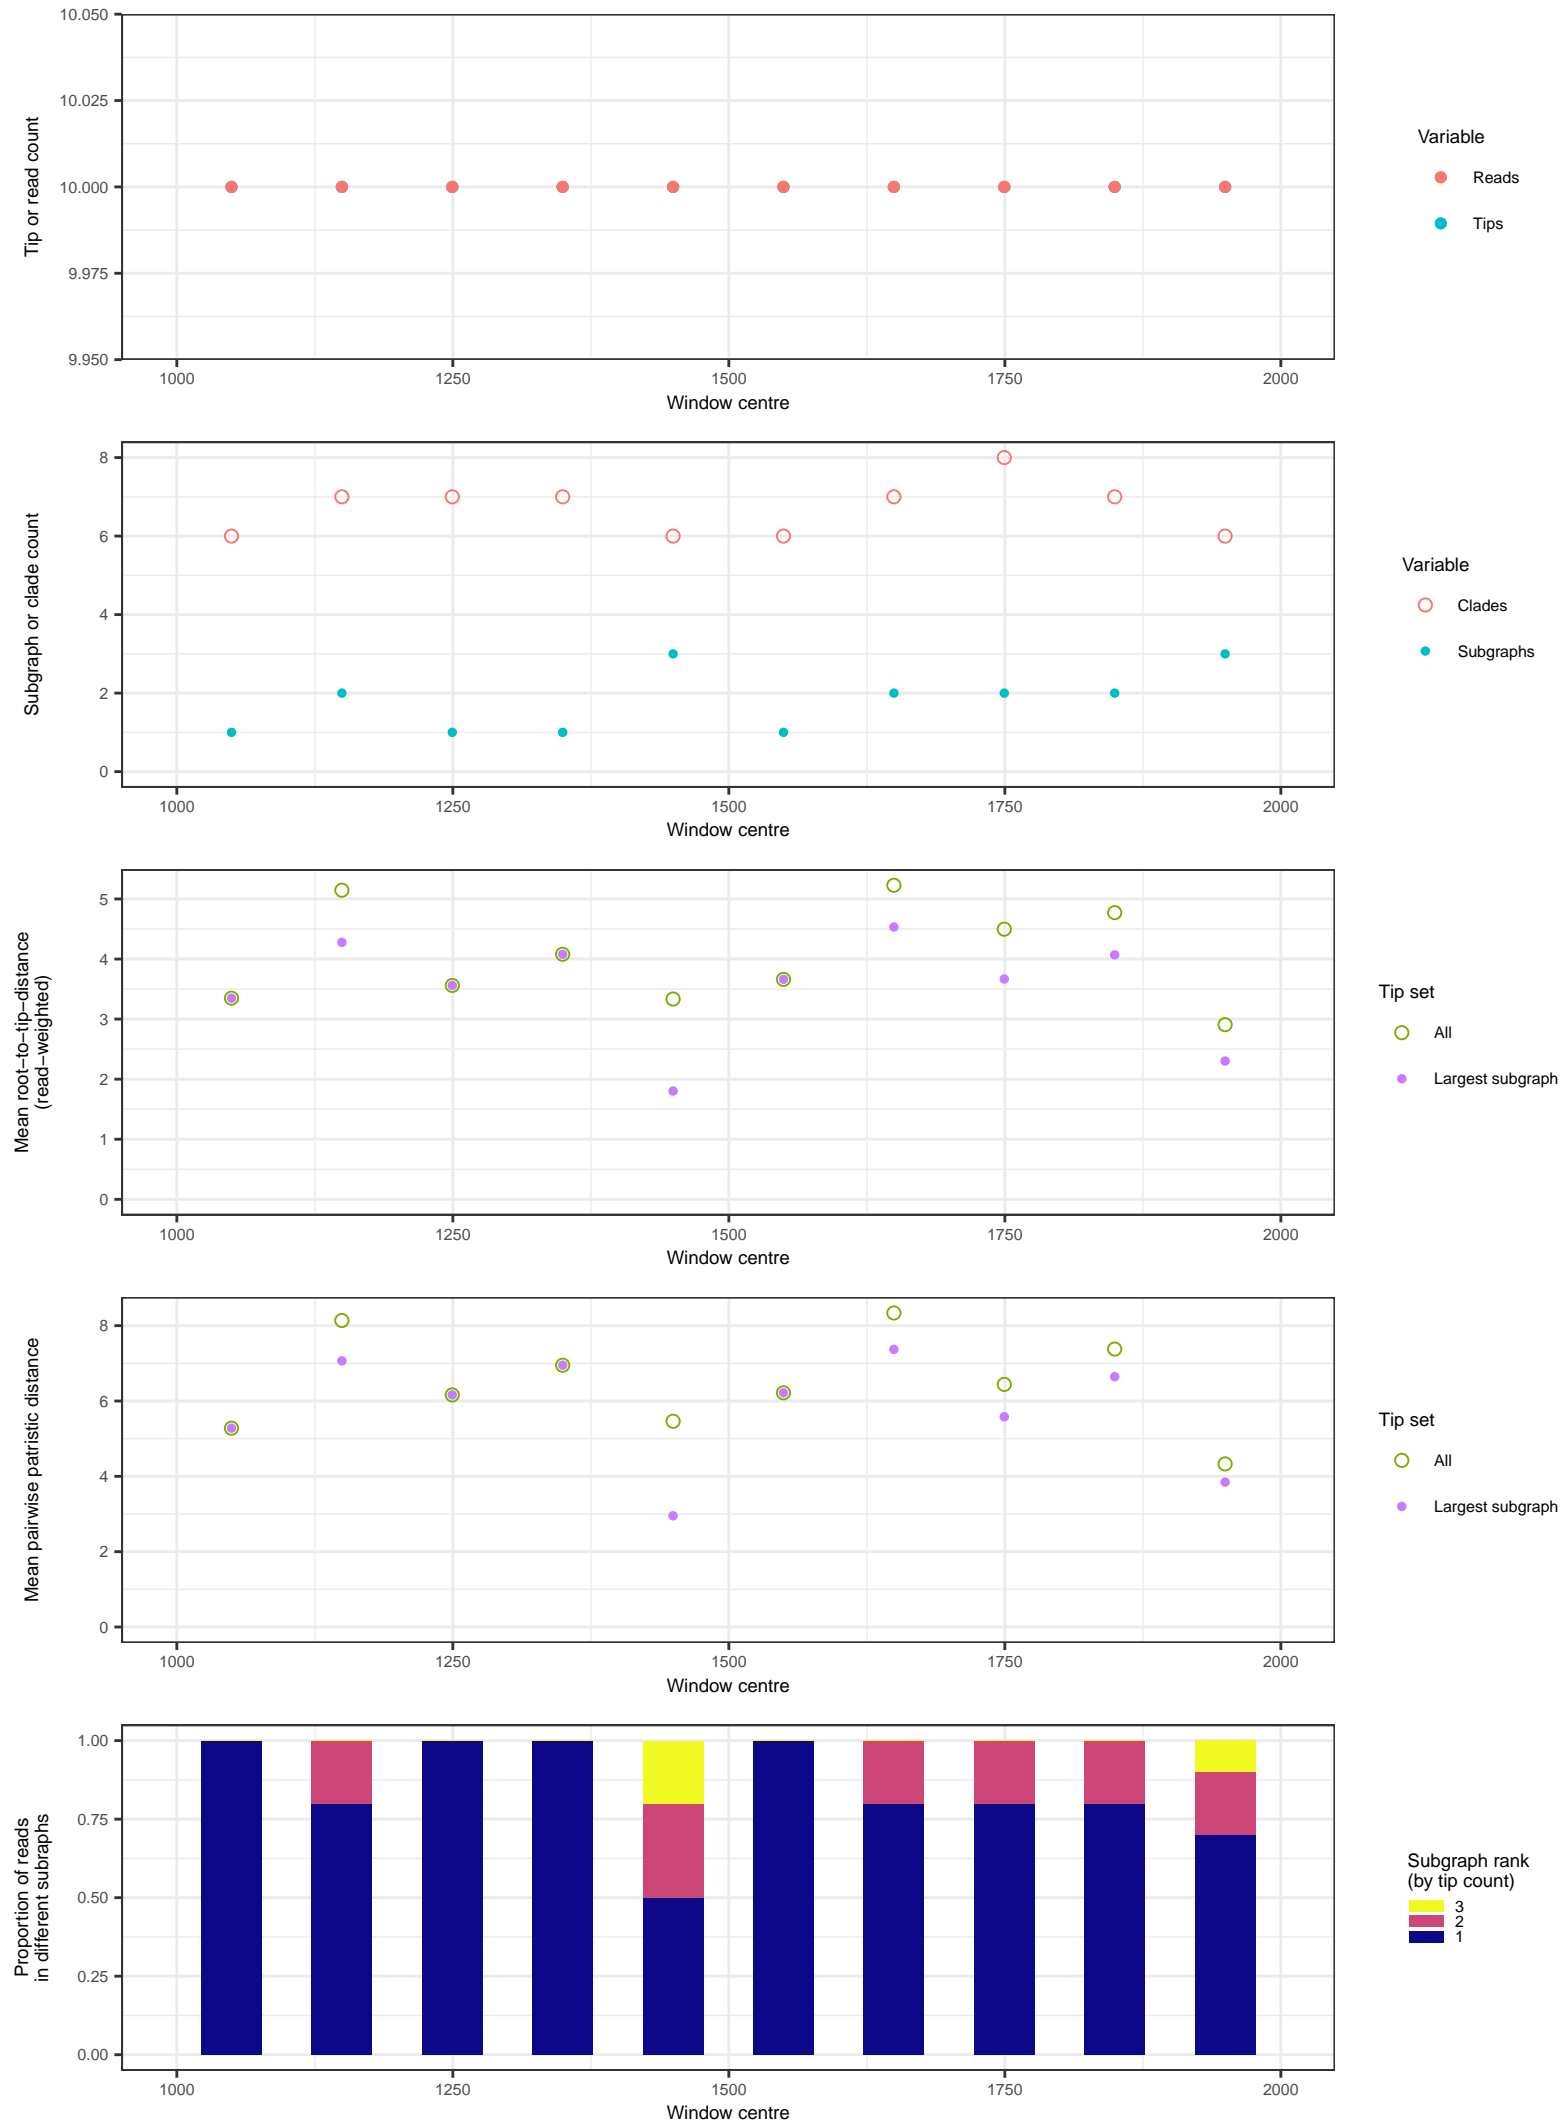 10.050
10.025
10.000
9.975
9.950
Tip or read count
1000 1250 1500 1750 2000
Window centre
Variable
Reads
Tips
8
6
4
2
0
Subgraph or clade count
1000 1250 1500 1750 2000
Window centre
Variable
Clades
Subgraphs
5
4
3
2
1
0
Mean root−to−tip−distance
(read−weighted)
1000 1250 1500 1750 2000
Window centre
Tip set
All
Largest subgraph
8
6
4
2
0
Mean pairwise patristic distance
1000 1250 1500 1750 2000
Window centre
Tip set
All
Largest subgraph
1.00
0.75
0.50
0.25
0.00
Proportion of reads
in different subraphs
1000 1250 1500 1750 2000
Window centre
Subgraph rank
(by tip count)
3
2
1